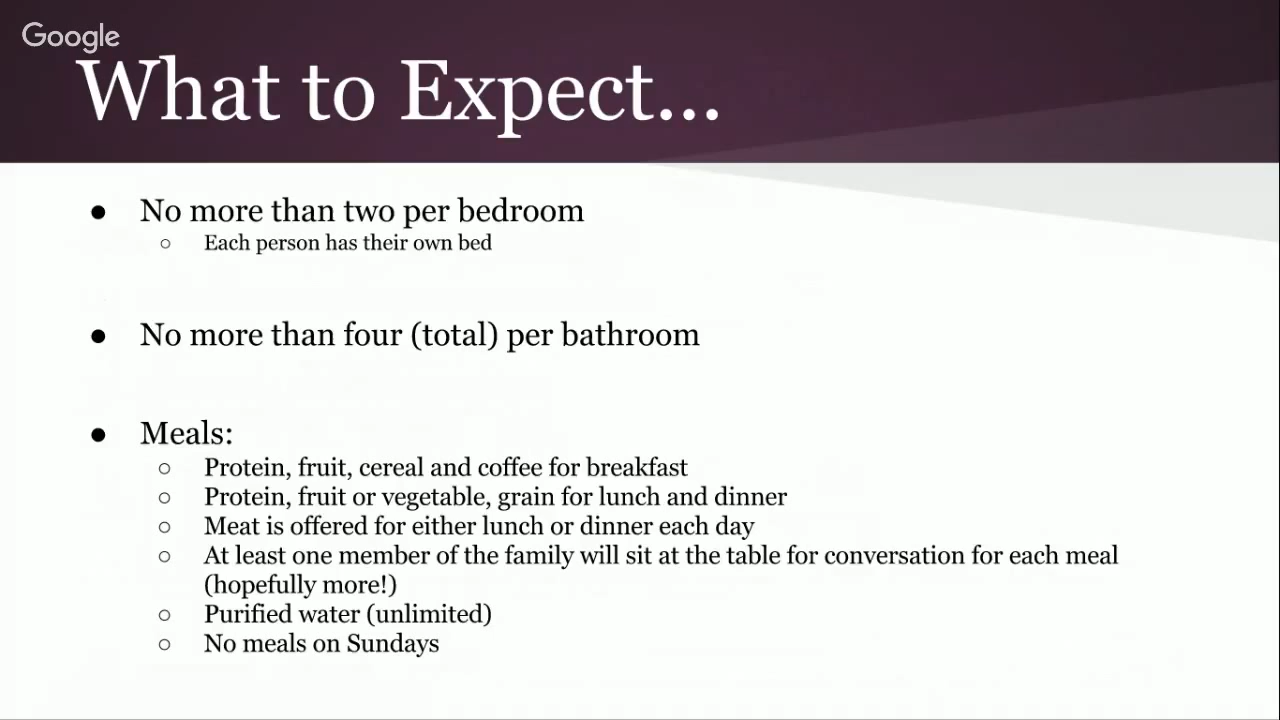 Google
What to Expect...
● No more than two per bedroom
○ Each person has their own bed
● No more than four (total) per bathroom
● Meals:
○ Protein, fruit, cereal and coffee for breakfast
○ Protein, fruit or vegetable, grain for lunch and dinner
○ Meat is offered for either lunch or dinner each day
○ At least one member of the family will sit at the table for conversation for each meal
(hopefully more!)
○ Purified water (unlimited)
○ No meals on Sundays